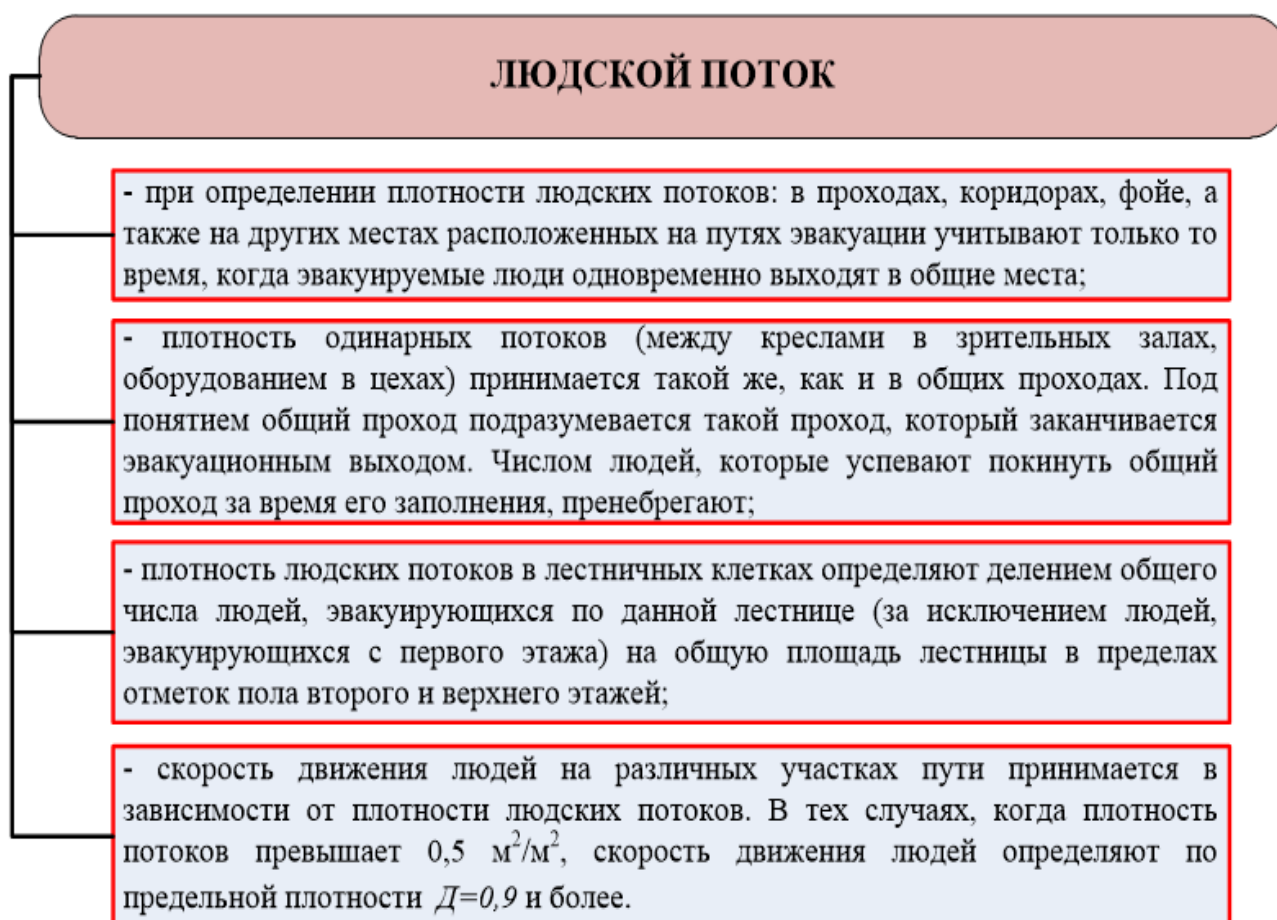 ЛЮДСКОЙ ПОТОК
- при определении плотности людских потоков: в проходах, коридорах, фойе, а
также на других местах расположенных на путях эвакуации учитывают только то
время, когда эвакуируемые люди одновременно выходят в общие места;
- плотность одинарных потоков (между креслами в зрительных залах,
оборудованием в цехах) принимается такой же, как и в общих проходах. Под
понятием общий проход подразумевается такой проход, который заканчивается
эвакуационным выходом. Числом людей, которые успевают покинуть общий
проход за время его заполнения, пренебрегают;
- плотность людских потоков в лестничных клетках определяют делением общего
числа людей, эвакуирующихся по данной лестнице (за исключением людей,
эвакуирующихся с первого этажа) на общую площадь лестницы в пределах
отметок пола второго и верхнего этажей;
- скорость движения людей на различных участках пути принимается в
зависимости от плотности людских потоков. В тех случаях, когда плотность
потоков превышает 0,5 м²/м², скорость движения людей определяют по
предельной плотности Д=0,9 и более.